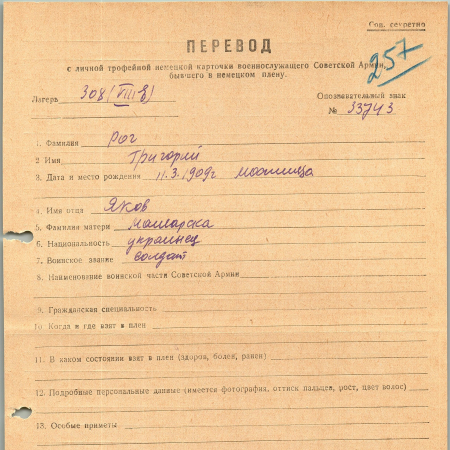 Сов. секретно
ПЕРЕВОД
257
с личной трофейной немецкой карточки военнослужащего Советской Армии,
бывшего в немецком плену.
Лагерь 308 (VIII в)
Опознавательный знак
№ 33743
1. Фамилия Рог
2 Имя Григорий
3. Дата и место рождения 11.3.1909г
4. Имя отца Яков
5. Фамилия матери
6. Национальность украинец
7. Воинское звание солдат
8. Наименование воинской части Советской Армии
9. Гражданская специальность
10. Когда и где взят в плен
11. В каком состоянии взят в плен (здоров, болен, ранен)
12. Подробные персональные данные (имеется фотография, оттиск пальцев, рост, цвет волос)
13. Особые приметы